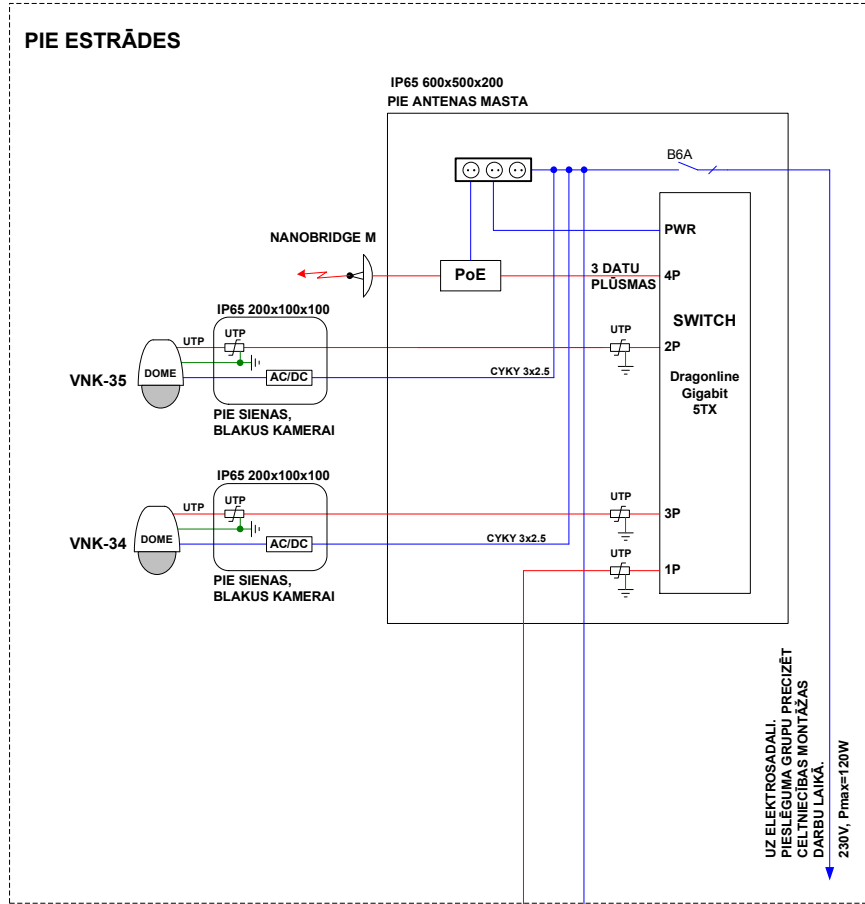 PIE ESTRĀDES
IP65 600x500x200
PIE ANTENAS MASTA
B6A
NANOBRIDGE M
PWR
PoE
3 DATU
PLŪSMAS
4P
IP65 200x100x100
SWITCH
UTP
UTP
UTP
2P
VNK-35
DOME
AC/DC
CYKY 3x2.5
Dragonline
Gigabit
5TX
PIE SIENAS,
BLAKUS KAMERAI
IP65 200x100x100
UTP
UTP
UTP
3P
VNK-34
DOME
AC/DC
CYKY 3x2.5
UTP
1P
PIE SIENAS,
BLAKUS KAMERAI
UZ ELEKTROSADALI.
PIESLĒGUMA GRUPU PRECIZĒT
CELTNIECĪBAS MONTĀŽAS
DARBU LAIKĀ.
230V, Pmax=120W